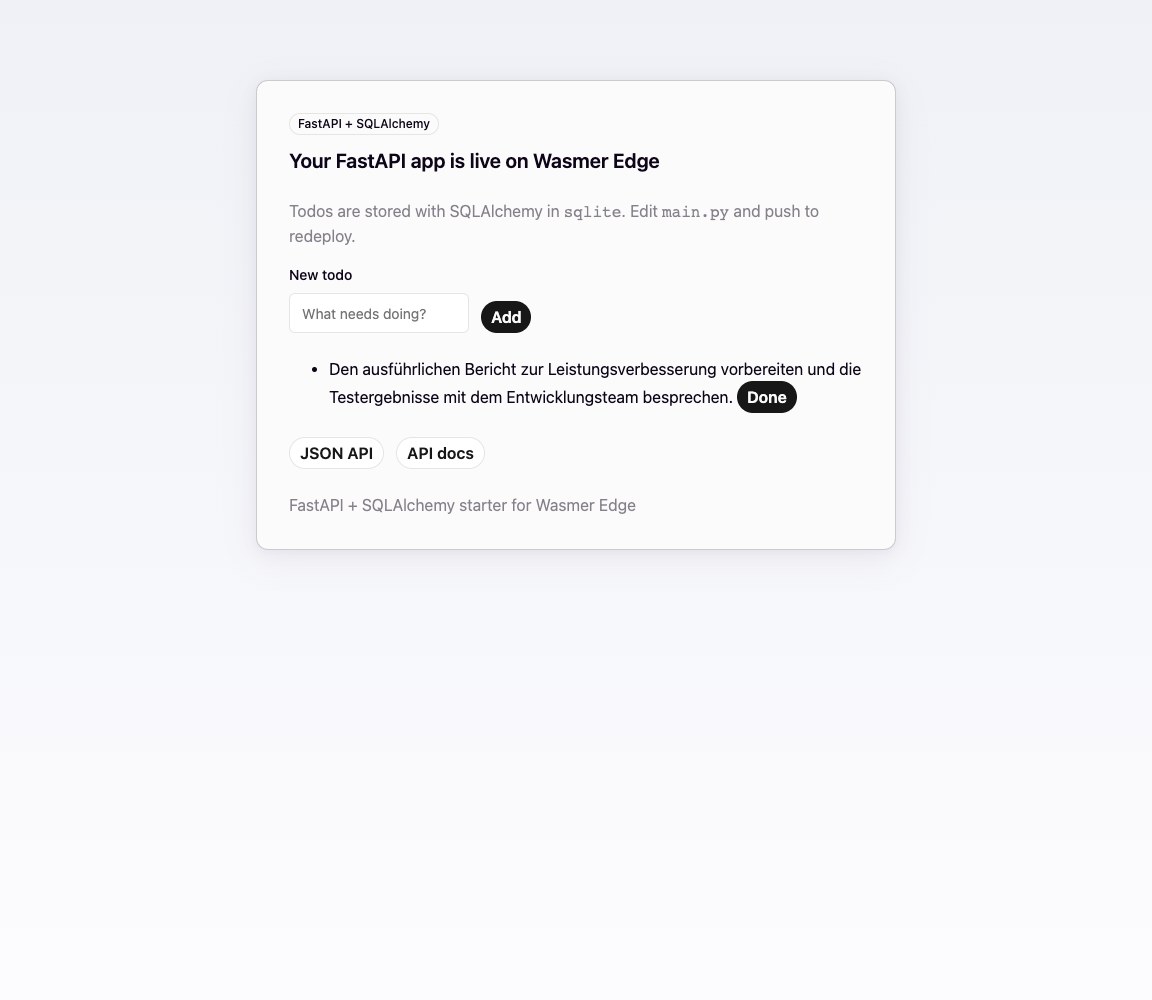 FastAPI + SQLAlchemy
Your FastAPI app is live on Wasmer Edge
Todos are stored with SQLAlchemy in sqlite. Edit main.py and push to
redeploy.
New todo
What needs doing?
Add
Den ausführlichen Bericht zur Leistungsverbesserung vorbereiten und die
Testergebnisse mit dem Entwicklungsteam besprechen. Done
JSON API API docs
FastAPI + SQLAlchemy starter for Wasmer Edge